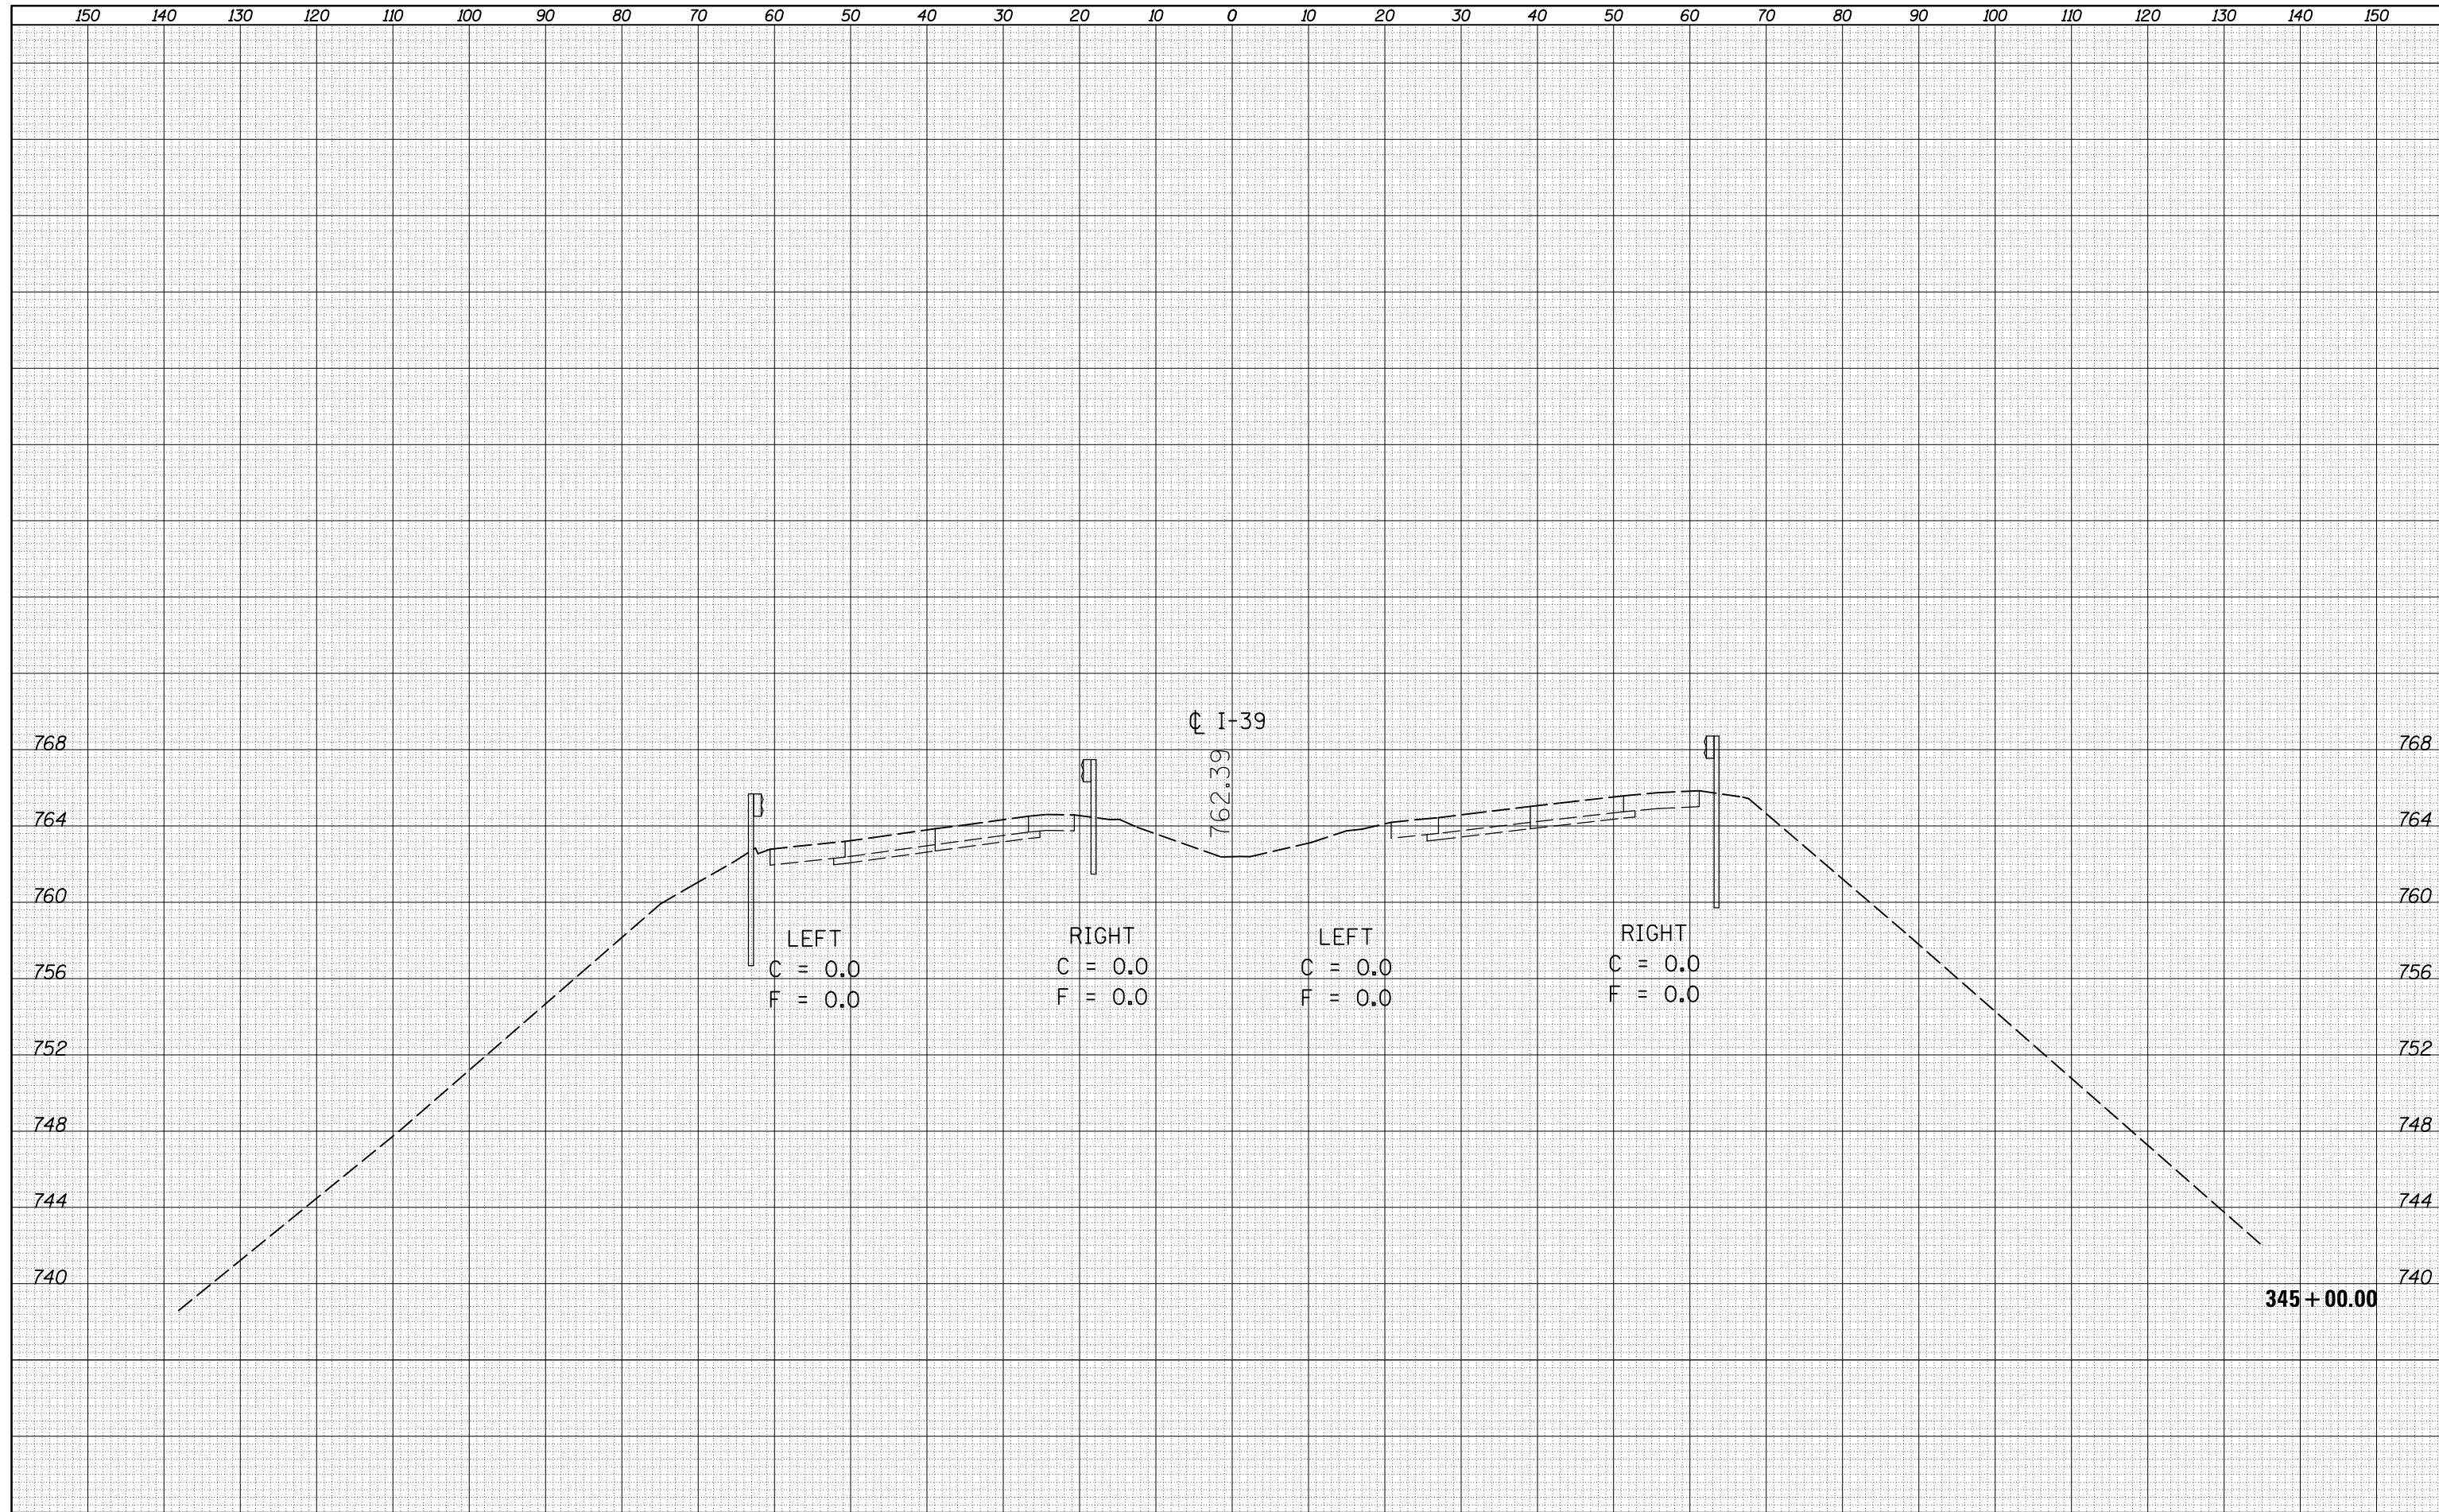 150 140 130 120 110 100 90 80 70 60 50 40 30 20 10 0 10 20 30 40 50 60 70 80 90 100 110 120 130 140 150
℄ I-39
762.39
768 768
764 764
760 760
LEFT RIGHT LEFT RIGHT
C = 0.0 C = 0.0 C = 0.0 C = 0.0
756 756
F = 0.0 F = 0.0 F = 0.0 F = 0.0
752 752
748 748
744 744
740 740
345+00.00